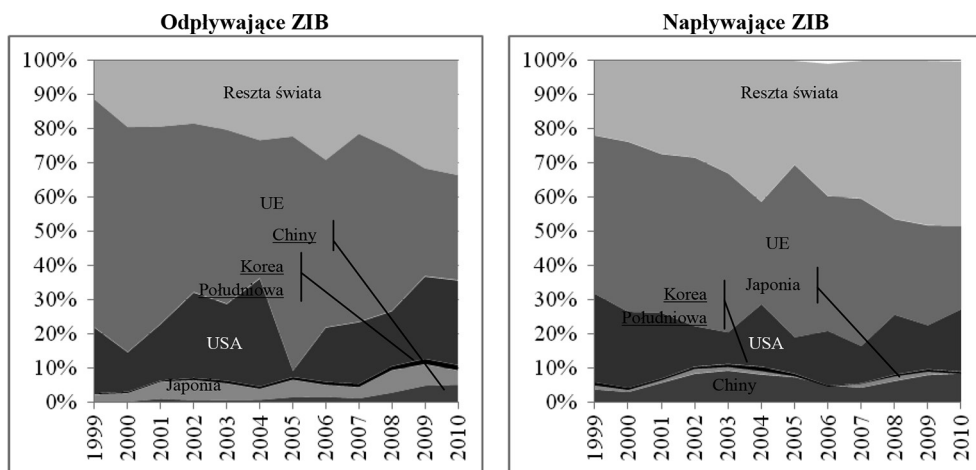 Odpływające ZIB
100%
90%
80%
70%
60%
50%
40%
30%
20%
10%
0%
Reszta świata
UE
Chiny
Korea
Południowa
USA
Japonia
1999
2000
2001
2002
2003
2004
2005
2006
2007
2008
2009
2010
Napływające ZIB
100%
90%
80%
70%
60%
50%
40%
30%
20%
10%
0%
Reszta świata
UE
Japonia
Korea
Południowa
USA
Chiny
1999
2000
2001
2002
2003
2004
2005
2006
2007
2008
2009
2010